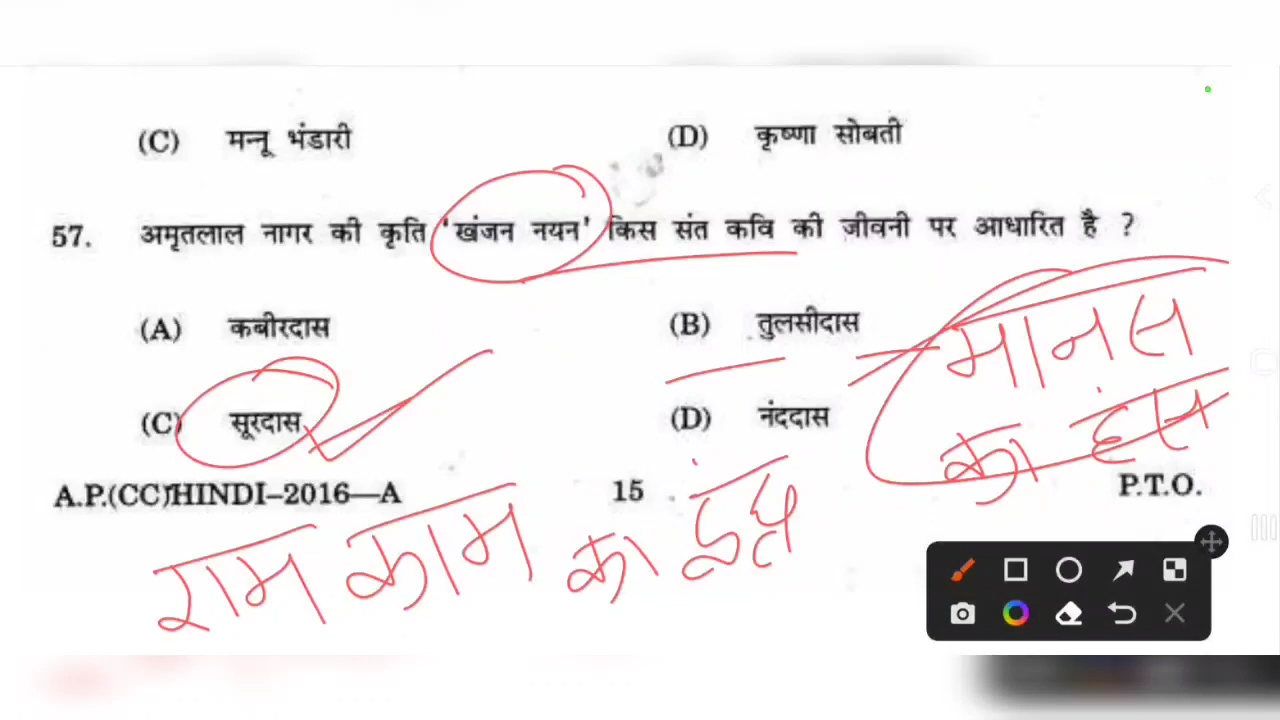 (C) मन्नू भंडारी (D) कृष्णा सोबती
57. अमृतलाल नागर की कृति 'खंजन नयन' किस संत कवि की जीवनी पर आधारित है ?
(A) कबीरदास (B) तुलसीदास
मानस
(C) सूरदास (D) नंददास
का हंस
A.P.(CC)HINDI–2016—A 15 P.T.O.
राम काम का